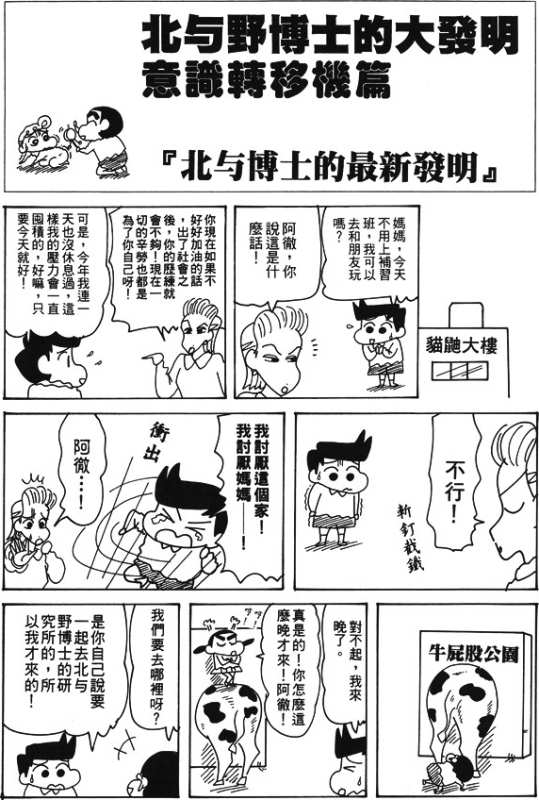 北与野博士的大發明
意識轉移機篇
『北与博士的最新發明』
貓鼬大樓
媽媽，今天
不用上補習
班，我可以
去和朋友玩
嗎？
阿徹，你
說這是什
麼話！
你現在如果不
好好加油的話
，出了社會之
後，你的歷練就
會不夠！現在一
切的辛勞也都是
為了你自己呀！
可是，今年我連一
天也沒休息過，這
樣我的壓力會一直
囤積的，好嘛，只
要今天就好！
不行！
斬釘截鐵
我討厭這個家！
我討厭媽媽──！
衝出
阿徹…！
牛屁股公園
對不起，我來
晚了。
真是的！你怎麼這
麼晚才來！阿徹！
我們要去哪裡呀？
是你自己說要
一起去北与
野博士的研
究所的，所
以我才來的！